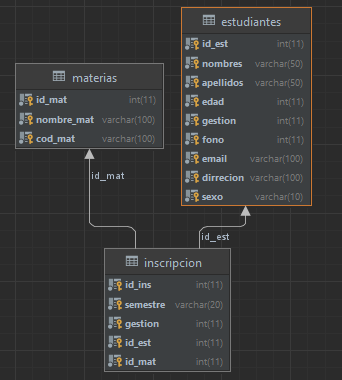 estudiantes
id_est int(11)
nombres varchar(50)
apellidos varchar(50)
edad int(11)
gestion int(11)
fono int(11)
email varchar(100)
dirrecion varchar(100)
sexo varchar(10)
materias
id_mat int(11)
nombre_mat varchar(100)
cod_mat varchar(100)
id_mat
id_est
inscripcion
id_ins int(11)
semestre varchar(20)
gestion int(11)
id_est int(11)
id_mat int(11)